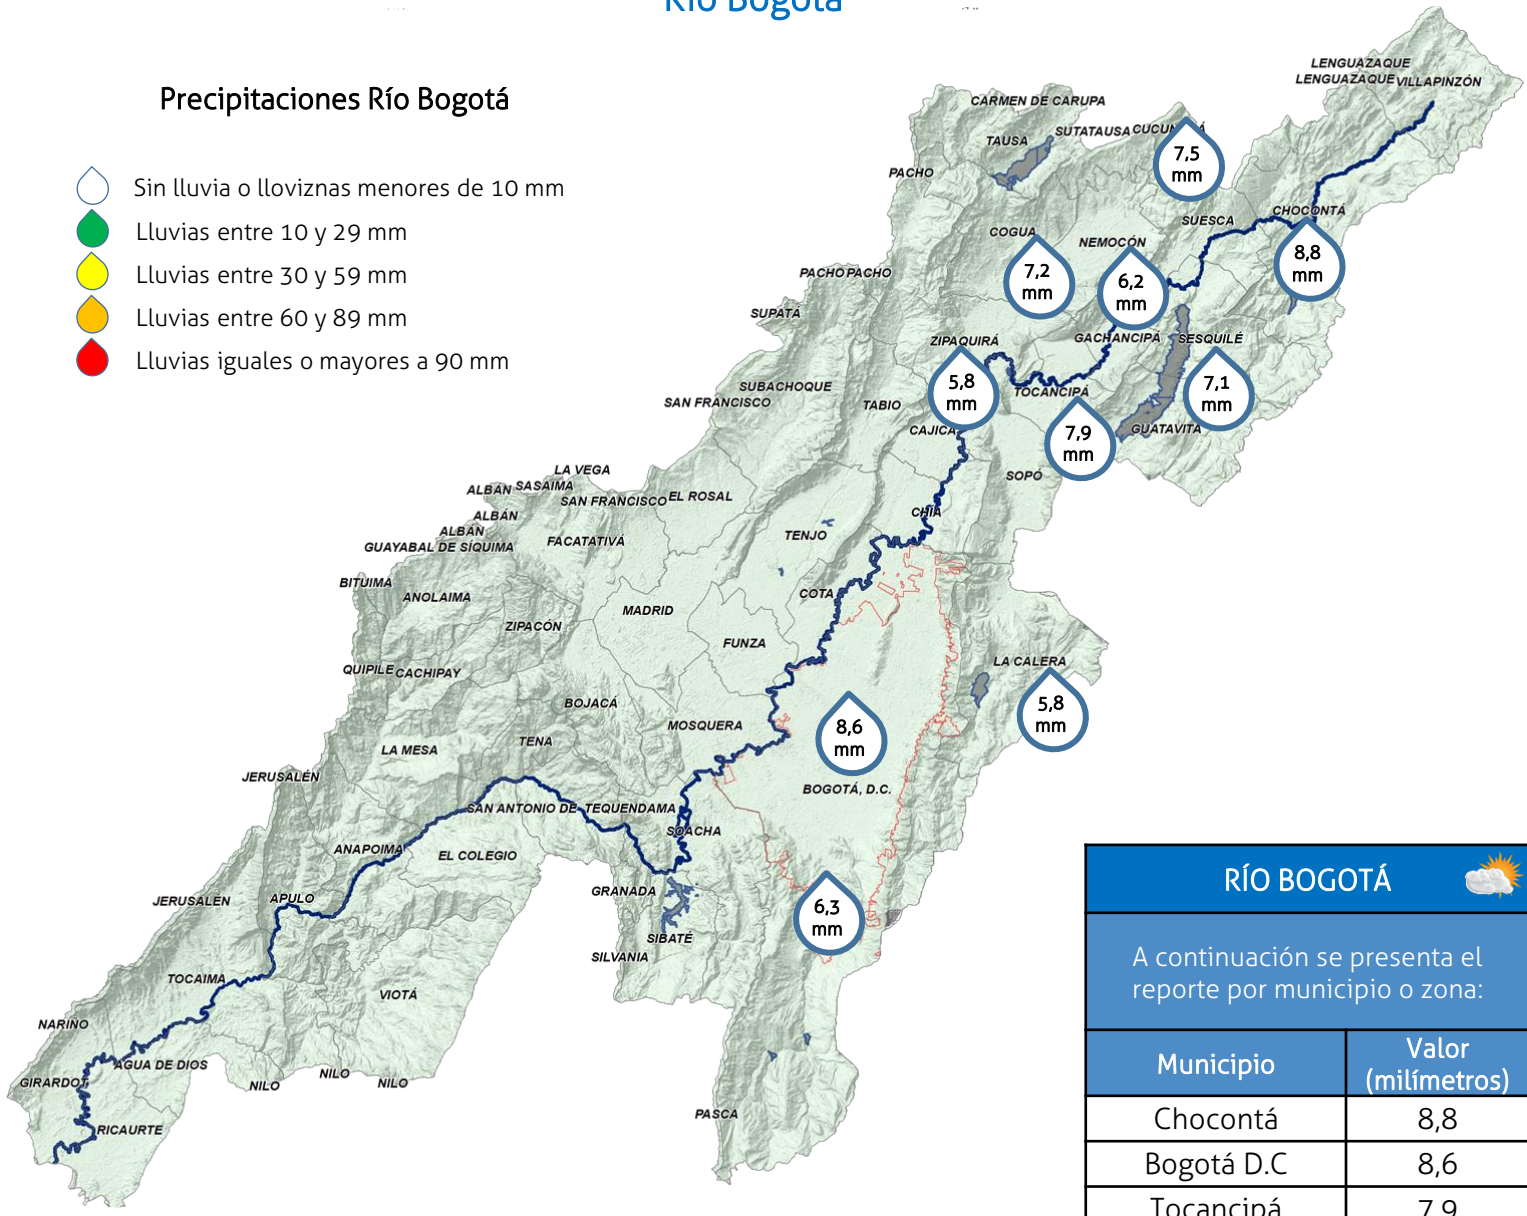 Río Bogotá
Precipitaciones Río Bogotá
Sin lluvia o lloviznas menores de 10 mm
Lluvias entre 10 y 29 mm
Lluvias entre 30 y 59 mm
Lluvias entre 60 y 89 mm
Lluvias iguales o mayores a 90 mm
LENGUAZAQUE
LENGUAZAQUE VILLAPINZÓN
CARMEN DE CARUPA
TAUSA
SUTATAUSA
PACHO
7,5
mm
SUESCA
CHOCONTÁ
8,8
mm
COGUA
NEMOCÓN
7,2
mm
6,2
mm
PACHO PACHO
SUPATÁ
ZIPAQUIRÁ
GACHANCIPÁ
SESQUILÉ
5,8
mm
7,1
mm
TOCANCIPÁ
7,9
mm
GUATAVITA
SUBACHOQUE
SAN FRANCISCO
TABIO
CAJICÁ
SOPÓ
LA VEGA
ALBÁN SASAIMA
SAN FRANCISCO EL ROSAL
ALBÁN
ALBÁN
GUAYABAL DE SÍQUIMA
FACATATIVÁ
TENJO
CHÍA
BITUIMA
ANOLAIMA
ZIPACÓN
MADRID
COTA
FUNZA
QUIPILE CACHIPAY
LA CALERA
5,8
mm
BOJACÁ
MOSQUERA
8,6
mm
BOGOTÁ, D.C.
LA MESA
TENA
JERUSALÉN
SAN ANTONIO DE TEQUENDAMA
SOACHA
ANAPOIMA
EL COLEGIO
GRANADA
6,3
mm
JERUSALÉN
APULO
SIBATÉ
SILVANIA
TOCAIMA
VIOTÁ
NARIÑO
AGUA DE DIOS
GIRARDOT
NILO
NILO
NILO
RICAURTE
PASCA
RÍO BOGOTÁ
A continuación se presenta el
reporte por municipio o zona:
Municipio
Valor
(milímetros)
Chocontá 8,8
Bogotá D.C 8,6
Tocancipá 7,9